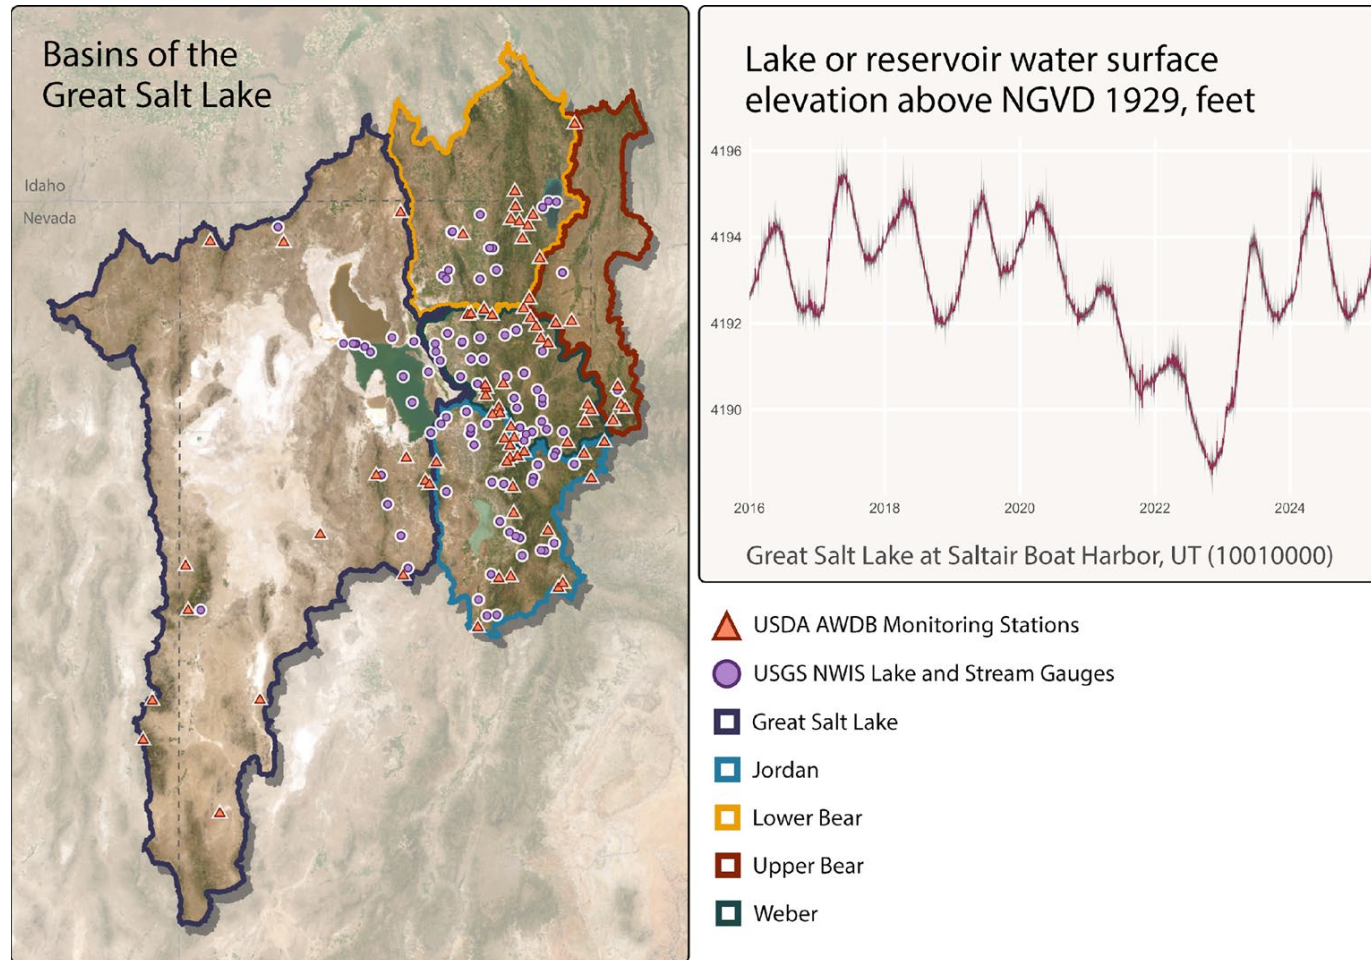 Basins of the
Great Salt Lake
Idaho
Nevada
Lake or reservoir water surface
elevation above NGVD 1929, feet
4196
4194
4192
4190
2016
2018
2020
2022
2024
Great Salt Lake at Saltair Boat Harbor, UT (10010000)
USDA AWDB Monitoring Stations
USGS NWIS Lake and Stream Gauges
Great Salt Lake
Jordan
Lower Bear
Upper Bear
Weber